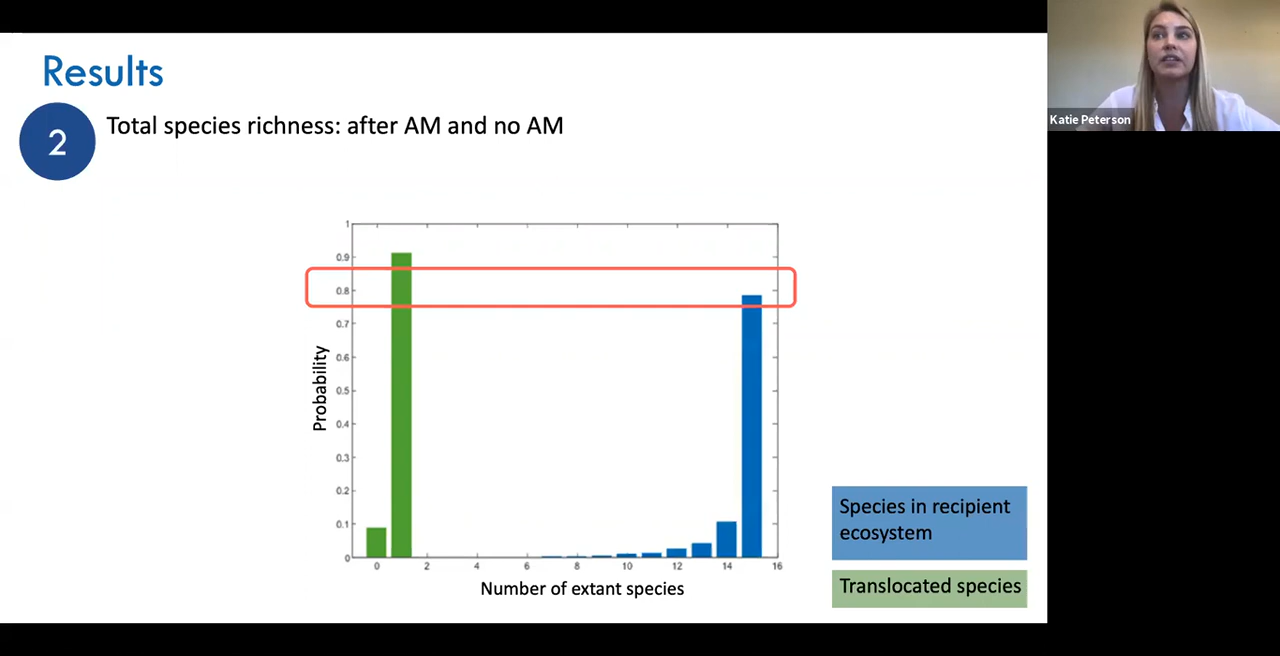 Results
2
Total species richness: after AM and no AM
Katie Peterson
1
0.9
0.8
0.7
0.6
0.5
0.4
0.3
0.2
0.1
0
Probability
0 2 4 6 8 10 12 14 16
Number of extant species
Species in recipient
ecosystem
Translocated species